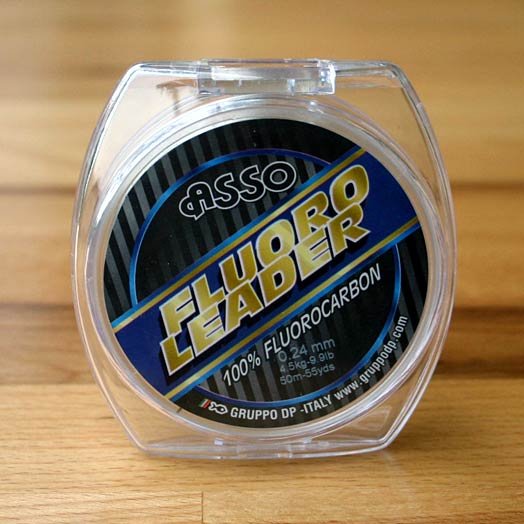 ASSO
FLUORO
LEADER
100% FLUOROCARBON
0.24 mm
4.5kg-9.9lb
50m-55yds
GRUPPO DP -ITALY www.gruppodp.com